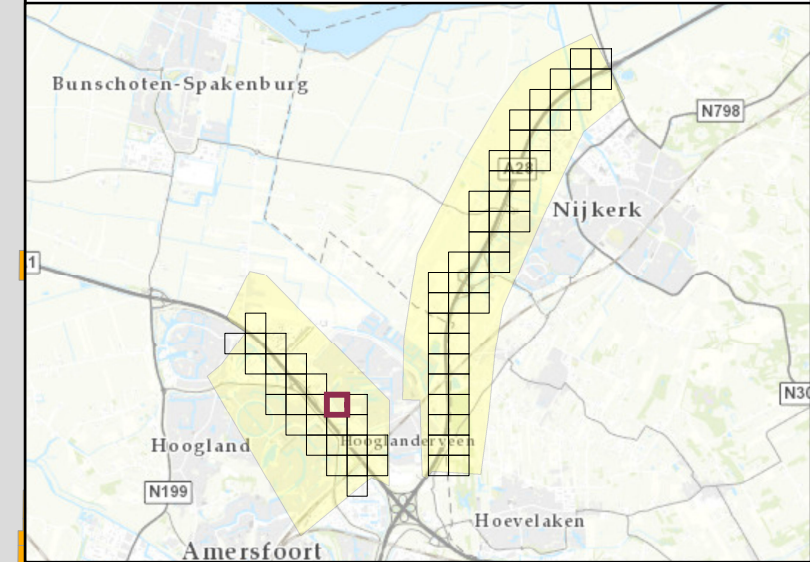 Bunschoten-Spakenburg
N798
A28
Nijkerk
1
N30
Hooglanderveen
Hoogland
N199
Hoevelaken
Amersfoort